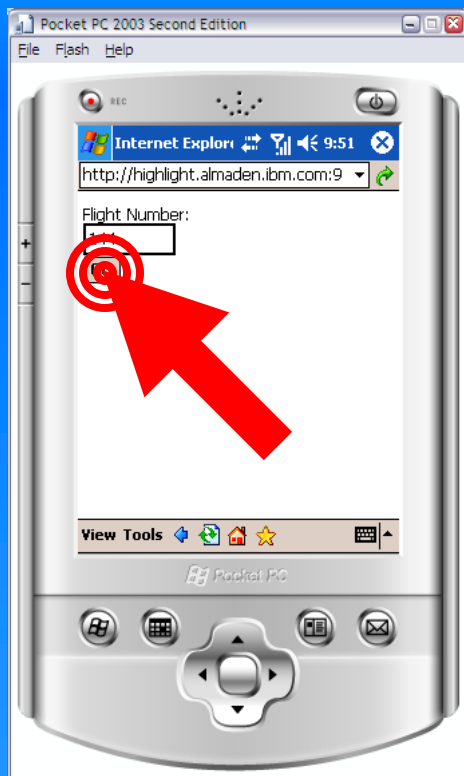 Pocket PC 2003 Second Edition
File Flash Help
REC
Internet Explor 9:51
http://highlight.almaden.ibm.com:9
Flight Number:
View Tools
Pocket PC